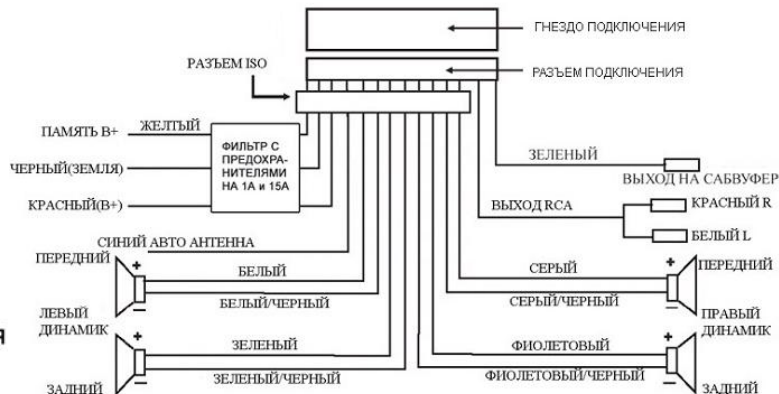 ГНЕЗДО ПОДКЛЮЧЕНИЯ
РАЗЪЕМ ISO
РАЗЪЕМ ПОДКЛЮЧЕНИЯ
ПАМЯТЬ B+
ЖЕЛТЫЙ
ФИЛЬТР С
ПРЕДОХРА-
НИТЕЛЯМИ
НА 1А и 15А
ЧЕРНЫЙ(ЗЕМЛЯ)
КРАСНЫЙ(B+)
ЗЕЛЕНЫЙ
ВЫХОД НА САБВУФЕР
ВЫХОД RCA
КРАСНЫЙ R
БЕЛЫЙ L
СИНИЙ АВТО АНТЕННА
ПЕРЕДНИЙ
+
БЕЛЫЙ
БЕЛЫЙ/ЧЕРНЫЙ
−
ЛЕВЫЙ
ДИНАМИК
СЕРЫЙ
СЕРЫЙ/ЧЕРНЫЙ
+
ПЕРЕДНИЙ
−
ПРАВЫЙ
ДИНАМИК
Я
+
ЗЕЛЕНЫЙ
ЗЕЛЕНЫЙ/ЧЕРНЫЙ
−
ЗАДНИЙ
ФИОЛЕТОВЫЙ
ФИОЛЕТОВЫЙ/ЧЕРНЫЙ
+
−
ЗАДНИЙ